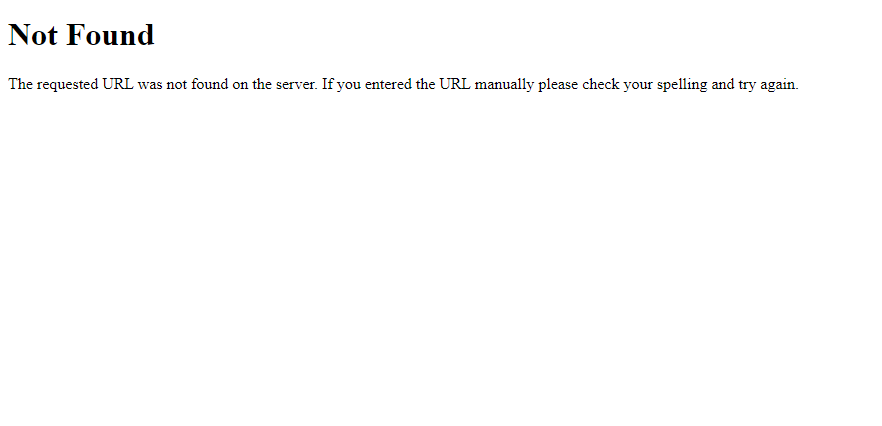 Not Found
The requested URL was not found on the server. If you entered the URL manually please check your spelling and try again.